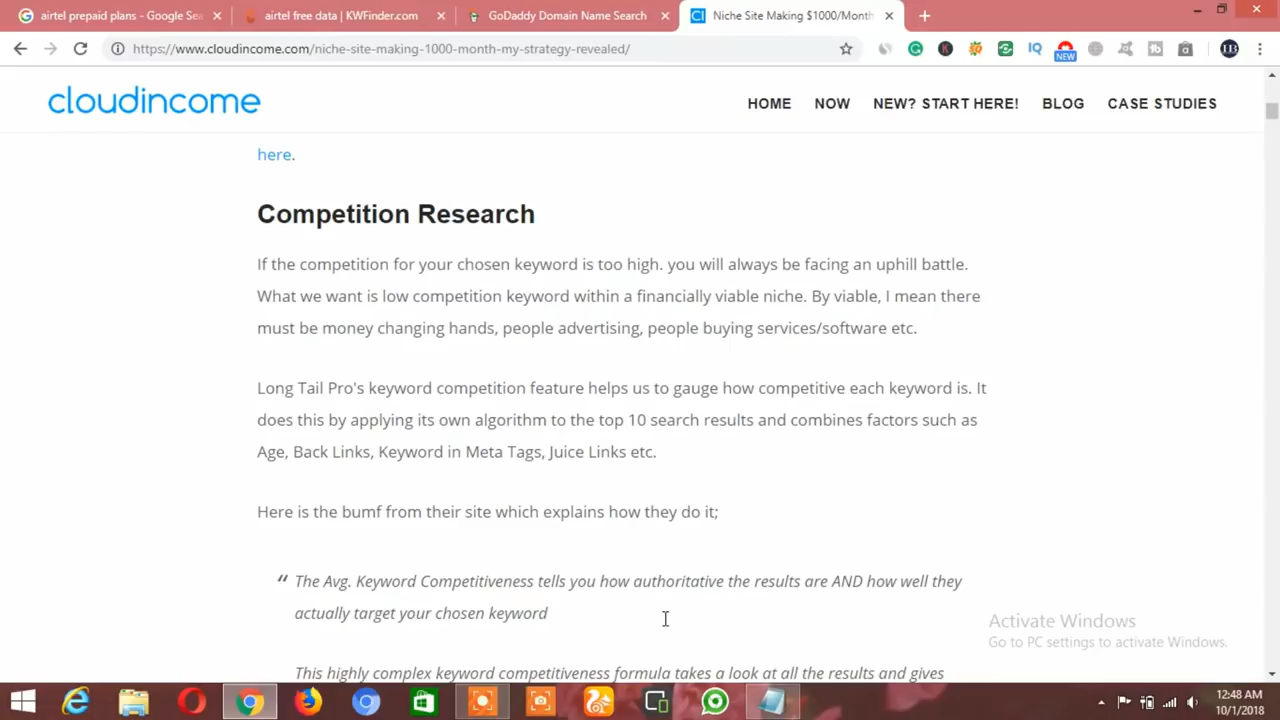 airtel prepaid plans - Google Sea
airtel free data | KWFinder.com
GoDaddy Domain Name Search
Niche Site Making $1000/Month
https://www.cloudincome.com/niche-site-making-1000-month-my-strategy-revealed/
IQ
NEW
cloudincome
HOME NOW NEW? START HERE! BLOG CASE STUDIES
here.
Competition Research
If the competition for your chosen keyword is too high. you will always be facing an uphill battle.
What we want is low competition keyword within a financially viable niche. By viable, I mean there
must be money changing hands, people advertising, people buying services/software etc.
Long Tail Pro's keyword competition feature helps us to gauge how competitive each keyword is. It
does this by applying its own algorithm to the top 10 search results and combines factors such as
Age, Back Links, Keyword in Meta Tags, Juice Links etc.
Here is the bumf from their site which explains how they do it;
“ The Avg. Keyword Competitiveness tells you how authoritative the results are AND how well they
actually target your chosen keyword
This highly complex keyword competitiveness formula takes a look at all the results and gives
Activate Windows
Go to PC settings to activate Windows.
12:48 AM
10/1/2018